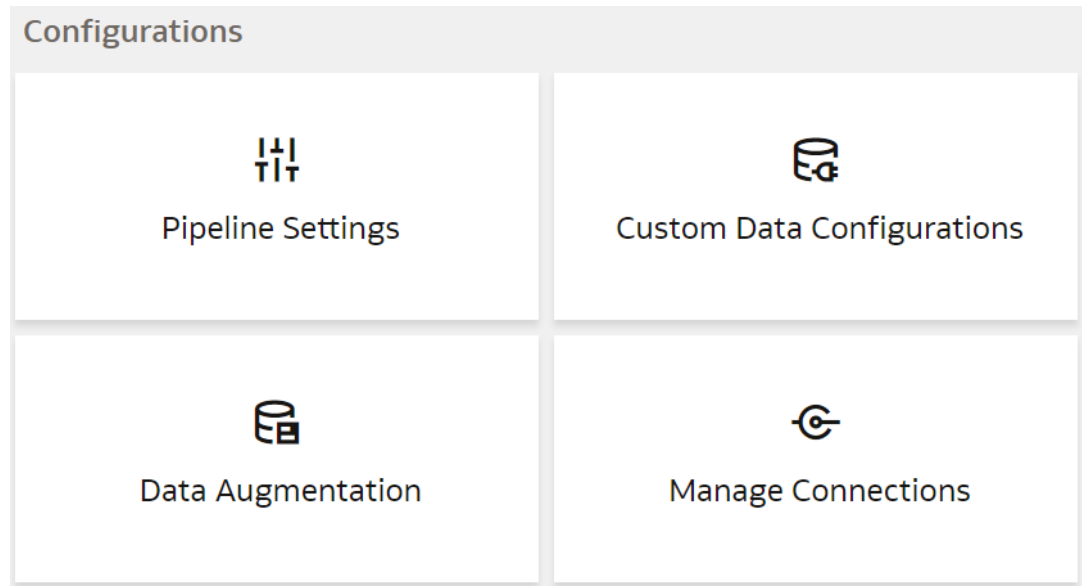 Configurations
Pipeline Settings
Custom Data Configurations
Data Augmentation
Manage Connections